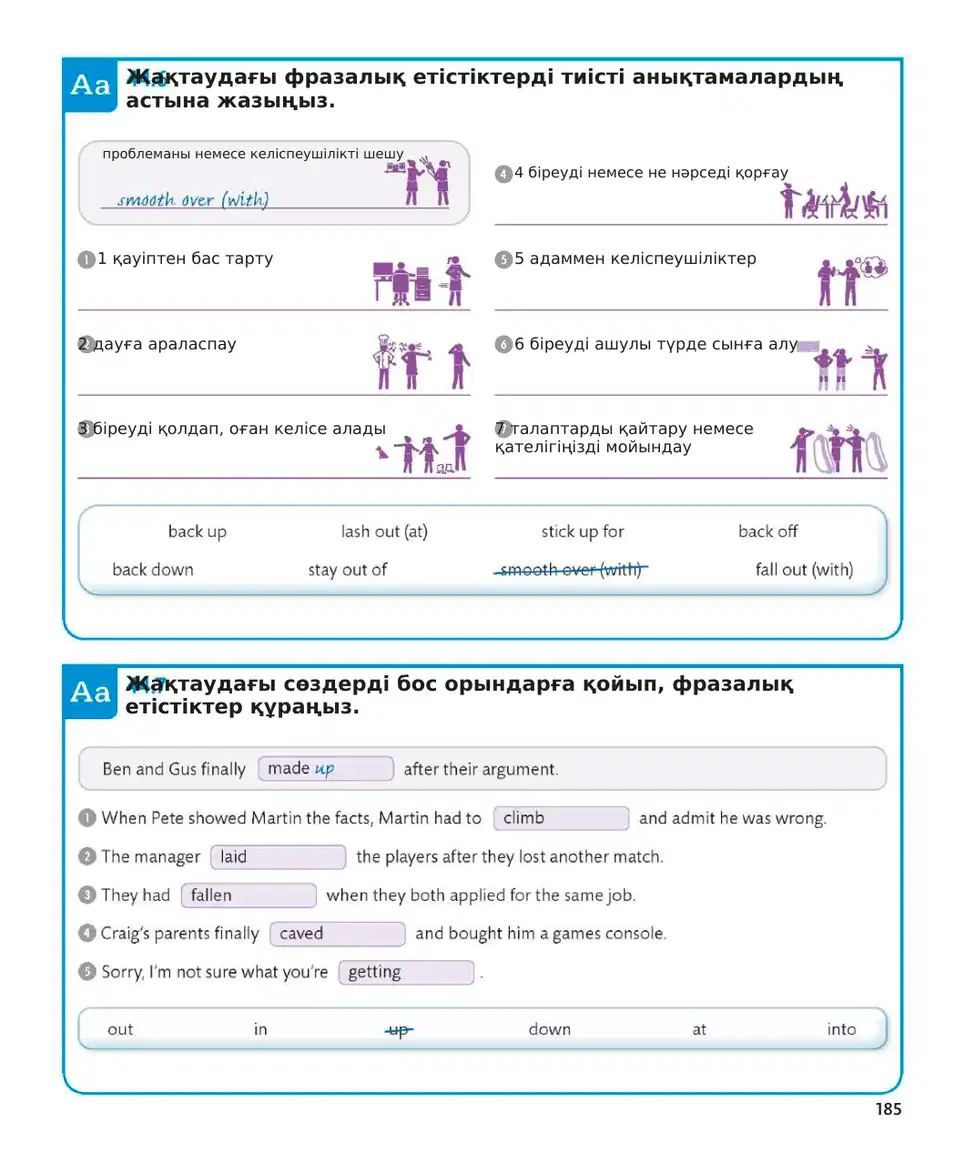 Aa
Жақтаудағы фразалық етістіктерді тиісті анықтамалардың
астына жазыңыз.
проблеманы немесе келіспеушілікті шешу
smooth over (with)
1 1 қауіптен бас тарту
2 дауға араласпау
3 біреуді қолдап, оған келісе алады
4 4 біреуді немесе не нәрседі қорғау
5 5 адаммен келіспеушіліктер
6 6 біреуді ашулы түрде сынға алу
7 талаптарды қайтару немесе
қателігіңізді мойындау
back up lash out (at) stick up for back off
back down stay out of smooth over (with) fall out (with)
Aa
Жақтаудағы сөздерді бос орындарға қойып, фразалық
етістіктер құраңыз.
Ben and Gus finally made up after their argument.
1 When Pete showed Martin the facts, Martin had to climb and admit he was wrong.
2 The manager laid the players after they lost another match.
3 They had fallen when they both applied for the same job.
4 Craig's parents finally caved and bought him a games console.
5 Sorry, I'm not sure what you're getting .
out in up down at into
185